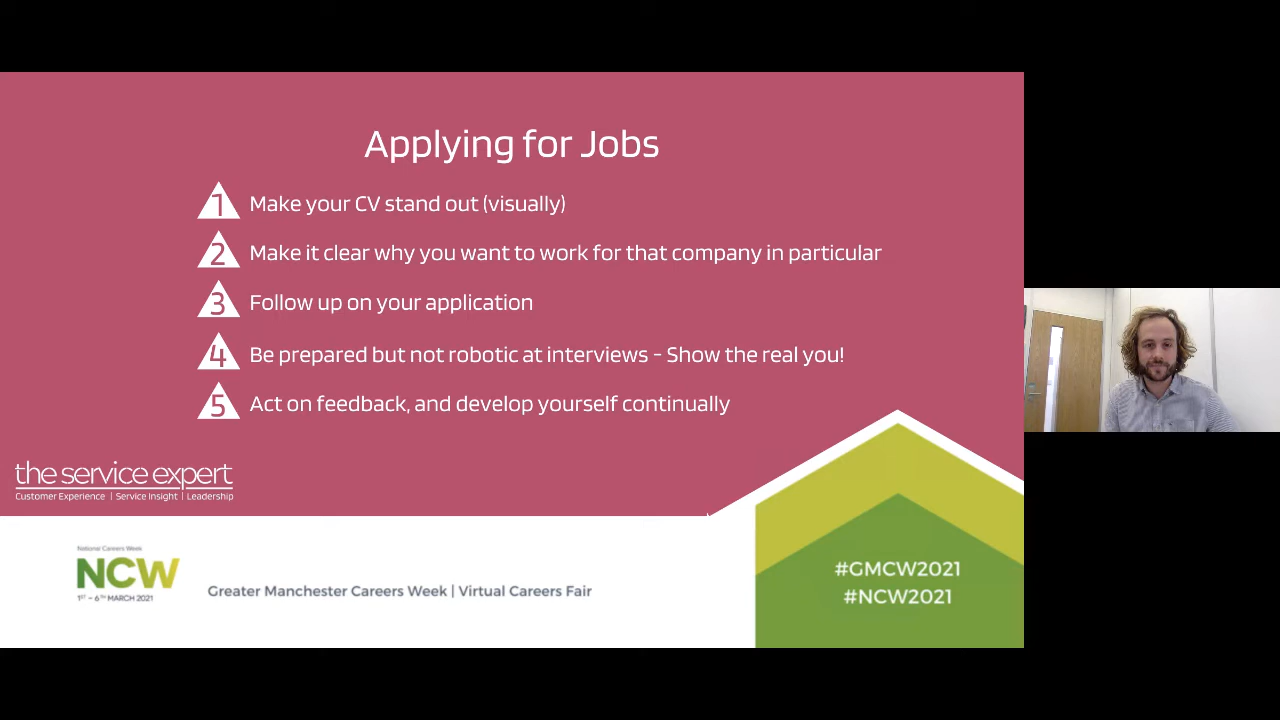 Applying for Jobs
1 Make your CV stand out (visually)
2 Make it clear why you want to work for that company in particular
3 Follow up on your application
4 Be prepared but not robotic at interviews - Show the real you!
5 Act on feedback, and develop yourself continually
the service expert
Customer Experience | Service Insight | Leadership
National Careers Week
NCW
1ST – 6TH MARCH 2021
Greater Manchester Careers Week | Virtual Careers Fair
#GMCW2021
#NCW2021